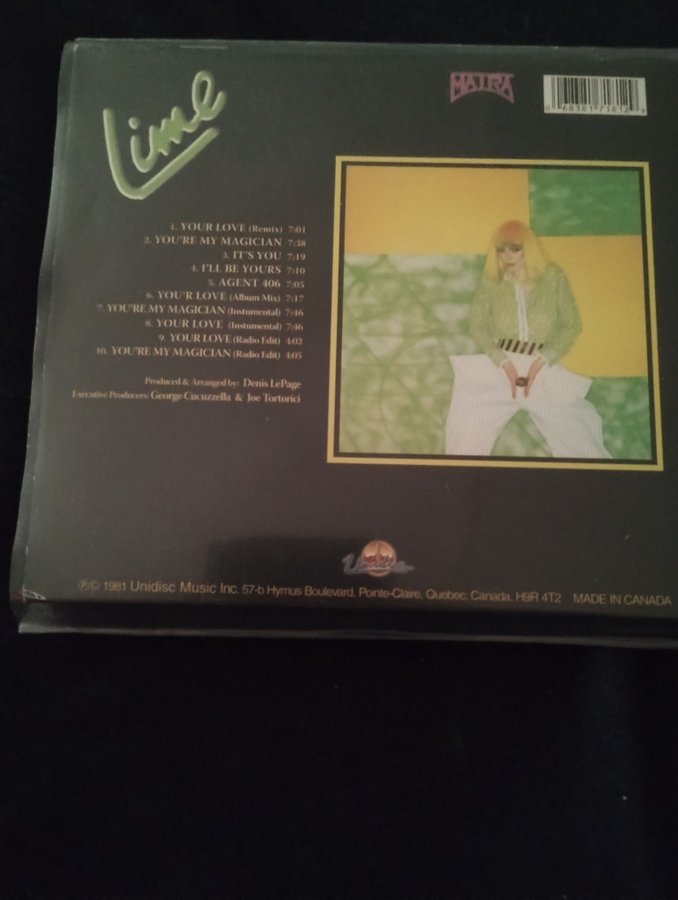 Lime
MATRA
1. YOUR LOVE (Remix) 7:01
2. YOU'RE MY MAGICIAN 7:38
3. IT'S YOU 7:19
4. I'LL BE YOURS 7:10
5. AGENT 406 7:05
6. YOU'R LOVE (Album Mix) 7:17
7. YOU'RE MY MAGICIAN (Instumental) 7:46
8. YOUR LOVE (Instumental) 7:46
9. YOUR LOVE (Radio Edit) 4:02
10. YOU'RE MY MAGICIAN (Radio Edit) 4:05
Produced & Arranged by: Denis LePage
Executive Producers: George Cucuzzella & Joe Tortorici
Unidisc
℗© 1981 Unidisc Music Inc. 57-b Hymus Boulevard, Pointe-Claire, Quebec, Canada. H9R 4T2 MADE IN CANADA